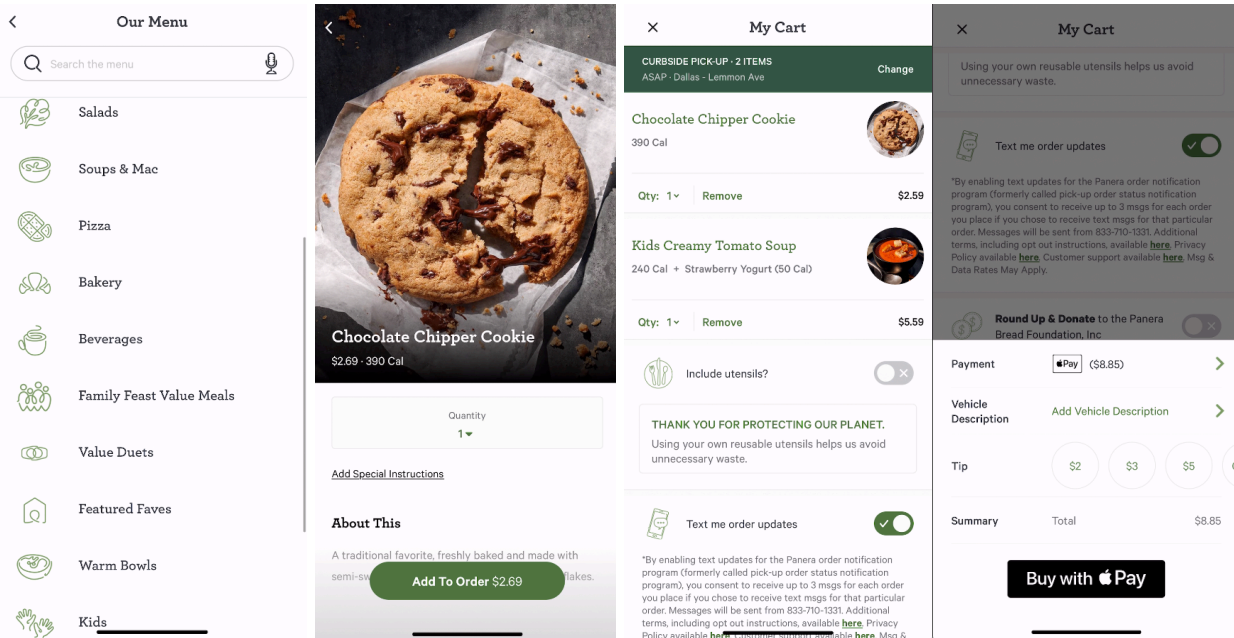 Our Menu
Search the menu
Salads
Soups & Mac
Pizza
Bakery
Beverages
Family Feast Value Meals
Value Duets
Featured Faves
Warm Bowls
Kids
Chocolate Chipper Cookie
$2.69 · 390 Cal
Quantity
1
Add Special Instructions
About This
A traditional favorite, freshly baked and made with
flakes.
Add To Order $2.69
My Cart
CURBSIDE PICK-UP · 2 ITEMS
ASAP · Dallas - Lemmon Ave
Change
Chocolate Chipper Cookie
390 Cal
Qty: 1
Remove
$2.59
Kids Creamy Tomato Soup
240 Cal + Strawberry Yogurt (50 Cal)
Qty: 1
Remove
$5.59
Include utensils?
THANK YOU FOR PROTECTING OUR PLANET.
Using your own reusable utensils helps us avoid
unnecessary waste.
Text me order updates
*By enabling text updates for the Panera order notification
program (formerly called pick-up order status notification
program), you consent to receive up to 3 msgs for that particular order
you place if you chose to receive text msgs for that particular
order. Messages will be sent from 833-710-1331. Additional
terms, including opt out instructions, available here, Privacy
Policy available here. Customer support available here. Msg &
My Cart
Using your own reusable utensils helps us avoid
unnecessary waste.
Text me order updates
*By enabling text updates for the Panera order notification
program (formerly called pick-up order status notification
program), you consent to receive up to 3 msgs for each order
you place if you chose to receive text msgs for that particular
order. Messages will be sent from 833-710-1331. Additional
terms, including opt out instructions, available here, Privacy
Policy available here. Customer support available here. Msg &
Data Rates May Apply.
Round Up & Donate to the Panera
Bread Foundation, Inc
Payment
Pay
($8.85)
Vehicle
Description
Add Vehicle Description
Tip
$2
$3
$5
Summary
Total
$8.85
Buy with Pay